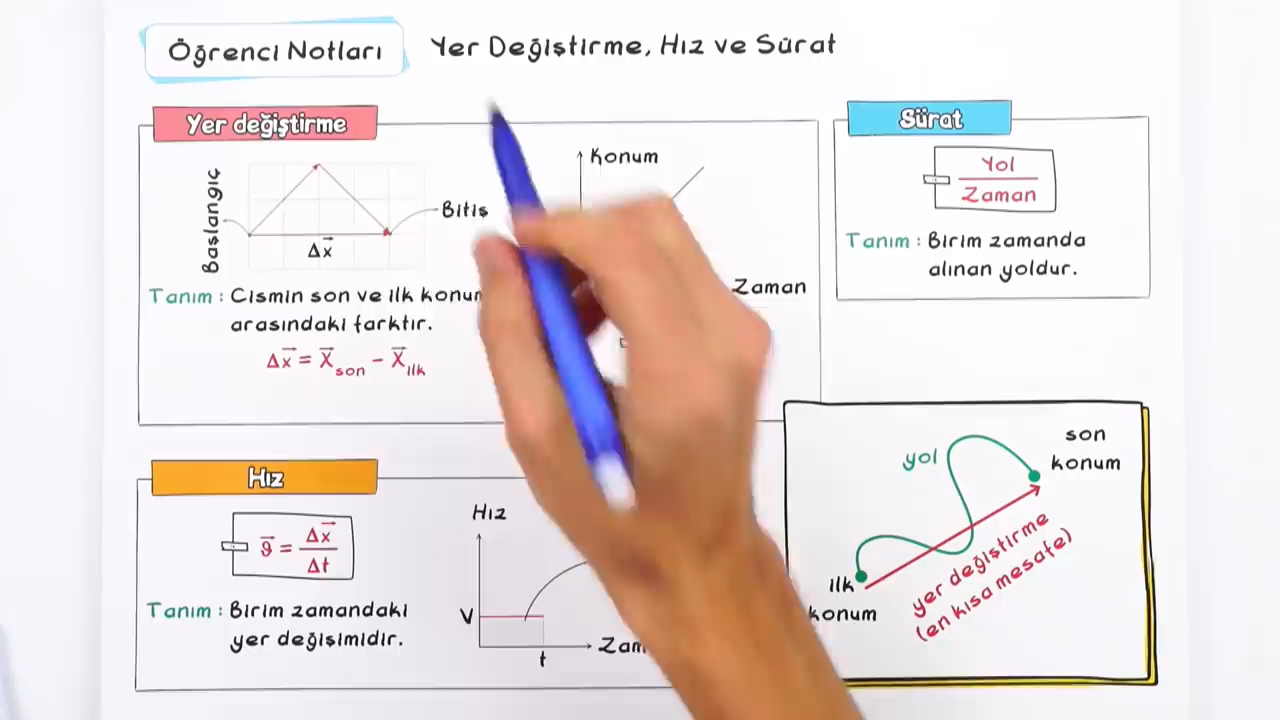 Öğrenci Notları
Yer Değiştirme, Hız ve Sürat
Yer değiştirme
Başlangıç
Bitiş
Δx⃗
Tanım : Cismin son ve ilk konum
arasındaki farktır.
Δx⃗ = X⃗son - X⃗ilk
Konum
Zaman
Sürat
Yol
Zaman
Tanım : Birim zamanda
alınan yoldur.
Hız
ϑ⃗ = Δx⃗ / Δt
Tanım : Birim zamandaki
yer değişimidir.
Hız
V
t
yol
son
konum
ilk
konum
yer değiştirme
(en kısa mesafe)